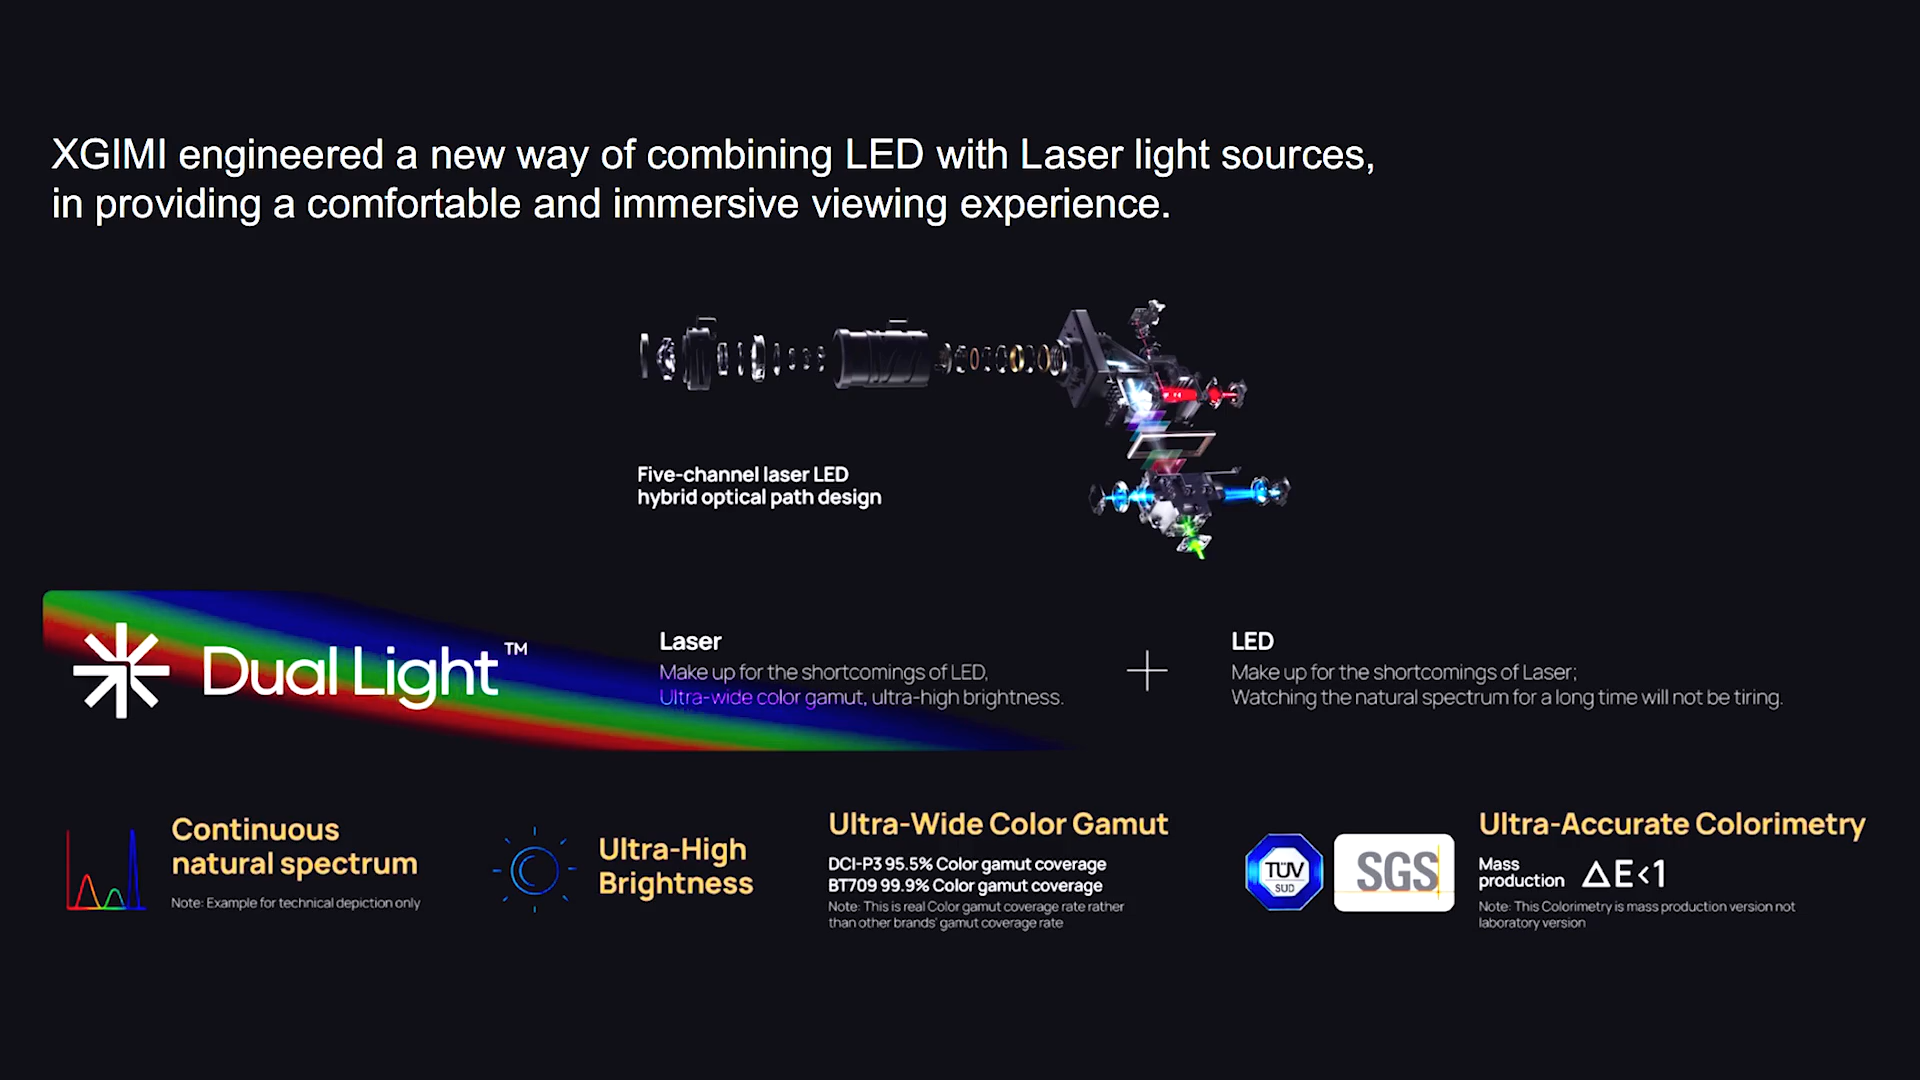 XGIMI engineered a new way of combining LED with Laser light sources,
in providing a comfortable and immersive viewing experience.
Five-channel laser LED
hybrid optical path design
Dual Light™
Laser
Make up for the shortcomings of LED,
Ultra-wide color gamut, ultra-high brightness.
LED
Make up for the shortcomings of Laser;
Watching the natural spectrum for a long time will not be tiring.
Continuous
natural spectrum
Note: Example for technical depiction only
Ultra-High
Brightness
Ultra-Wide Color Gamut
DCI-P3 95.5% Color gamut coverage
BT709 99.9% Color gamut coverage
Note: This is real Color gamut coverage rate rather
than other brands' gamut coverage rate
TÜV
SUD
SGS
Ultra-Accurate Colorimetry
Mass
production
ΔE<1
Note: This Colorimetry is mass production version not
laboratory version